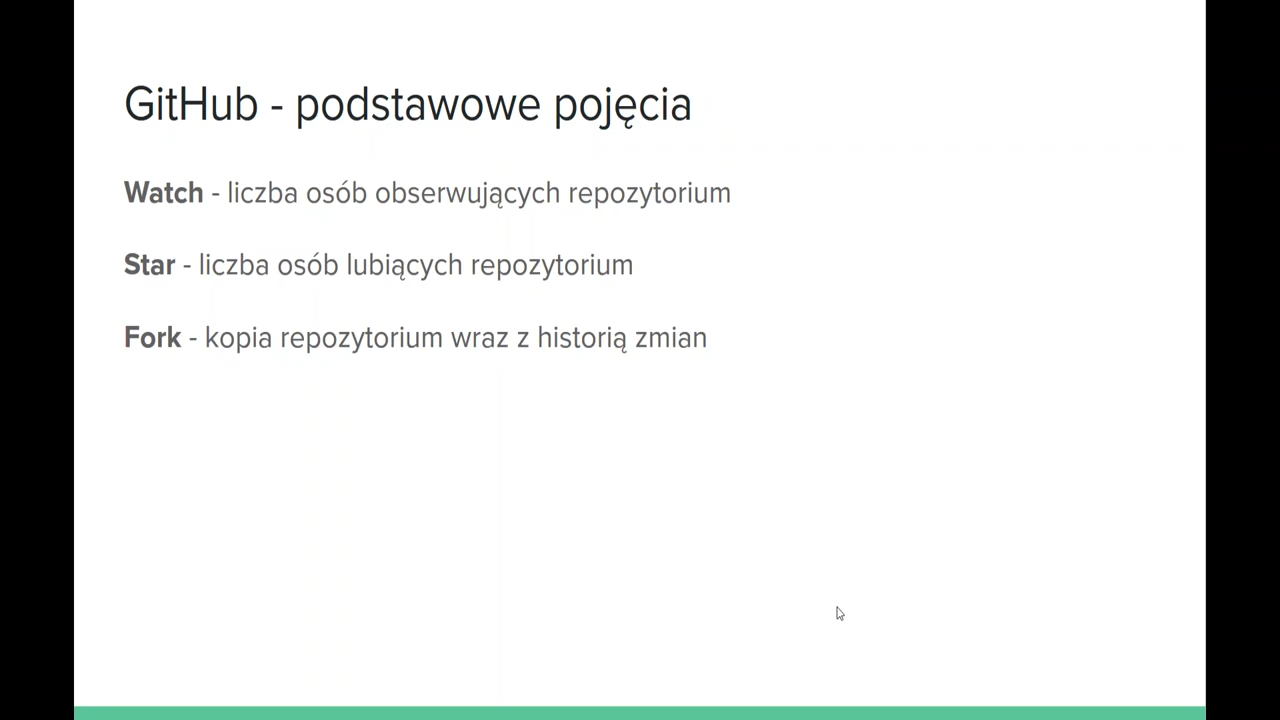 GitHub - podstawowe pojęcia
Watch - liczba osób obserwujących repozytorium
Star - liczba osób lubiących repozytorium
Fork - kopia repozytorium wraz z historią zmian